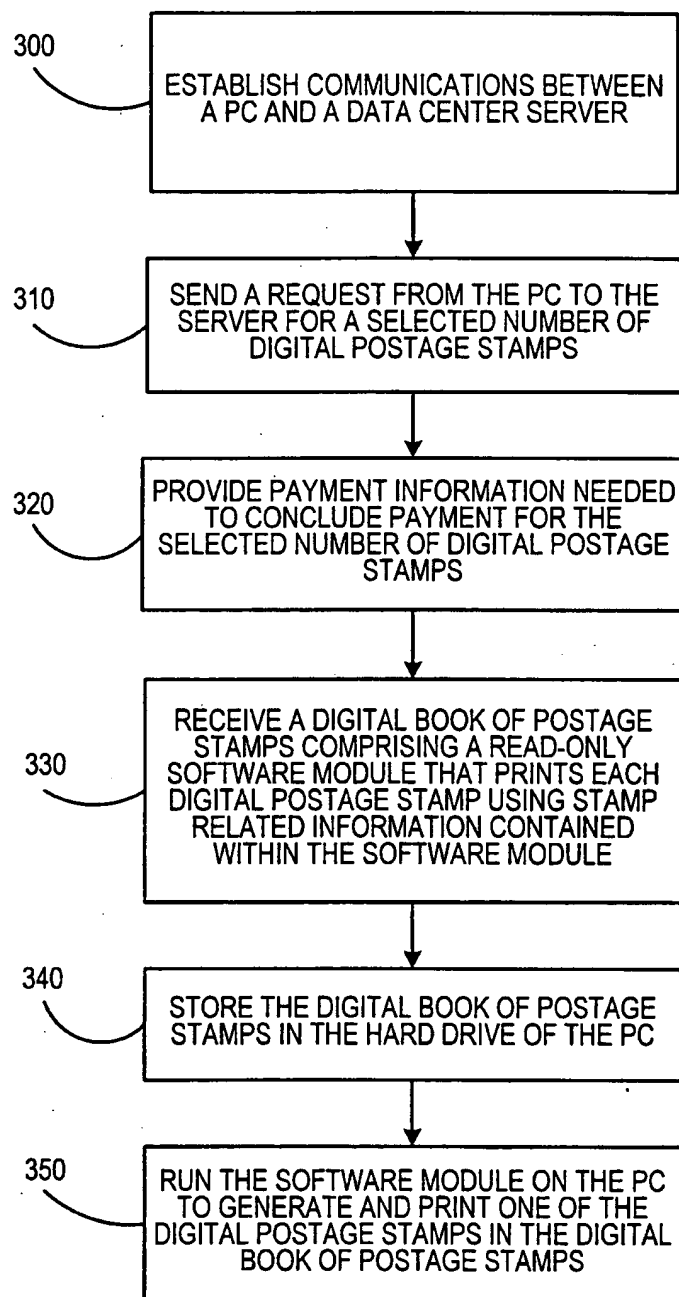 300
ESTABLISH COMMUNICATIONS BETWEEN
A PC AND A DATA CENTER SERVER
310
SEND A REQUEST FROM THE PC TO THE
SERVER FOR A SELECTED NUMBER OF
DIGITAL POSTAGE STAMPS
320
PROVIDE PAYMENT INFORMATION NEEDED
TO CONCLUDE PAYMENT FOR THE
SELECTED NUMBER OF DIGITAL POSTAGE
STAMPS
330
RECEIVE A DIGITAL BOOK OF POSTAGE
STAMPS COMPRISING A READ-ONLY
SOFTWARE MODULE THAT PRINTS EACH
DIGITAL POSTAGE STAMP USING STAMP
RELATED INFORMATION CONTAINED
WITHIN THE SOFTWARE MODULE
340
STORE THE DIGITAL BOOK OF POSTAGE
STAMPS IN THE HARD DRIVE OF THE PC
350
RUN THE SOFTWARE MODULE ON THE PC
TO GENERATE AND PRINT ONE OF THE
DIGITAL POSTAGE STAMPS IN THE DIGITAL
BOOK OF POSTAGE STAMPS